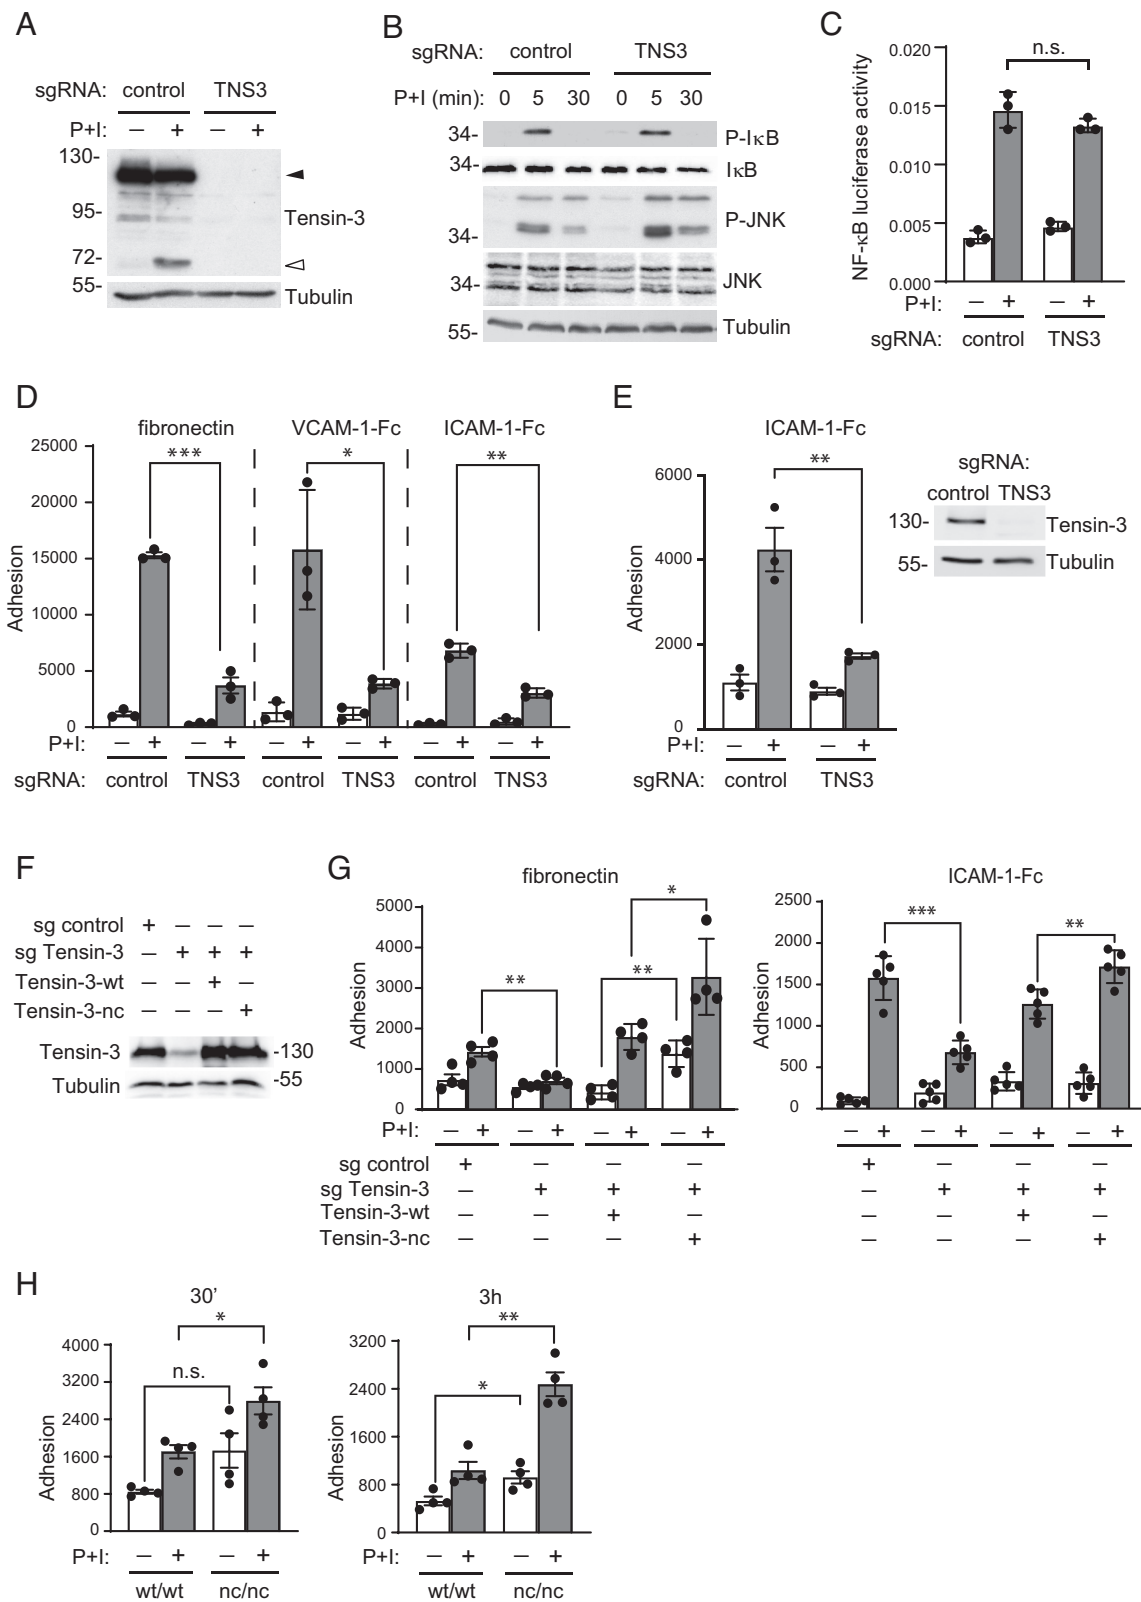 A
sgRNA: control TNS3
P+I: – + – +
130-
95-
Tensin-3
72-
55-
Tubulin
B
sgRNA: control TNS3
P+I (min): 0 5 30 0 5 30
34- P-IκB
34- IκB
P-JNK
34-
34- JNK
55- Tubulin
C
NF-κB luciferase activity
0.020
0.015
0.010
0.005
0.000
n.s.
P+I: – + – +
sgRNA: control TNS3
D
fibronectin VCAM-1-Fc ICAM-1-Fc
*** * **
Adhesion
25000
20000
15000
10000
5000
0
P+I: – + – + – + – + – + – +
sgRNA: control TNS3 control TNS3 control TNS3
E
ICAM-1-Fc
**
Adhesion
6000
4000
2000
0
P+I: – + – +
sgRNA: control TNS3
sgRNA:
control TNS3
130- Tensin-3
55- Tubulin
F
sg control + – – –
sg Tensin-3 – + + +
Tensin-3-wt – – + –
Tensin-3-nc – – – +
Tensin-3 -130
Tubulin -55
G
fibronectin
Adhesion
5000
4000
3000
2000
1000
0
** ** *
P+I: – + – + – + – +
sg control + – – –
sg Tensin-3 – + + +
Tensin-3-wt – – + –
Tensin-3-nc – – – +
ICAM-1-Fc
Adhesion
2500
2000
1500
1000
500
0
*** **
– + – + – + – +
+ – – –
– + + +
– – + –
– – – +
H
30'
Adhesion
4000
3200
2400
1600
800
0
n.s. *
P+I: – + – +
wt/wt nc/nc
3h
Adhesion
3200
2400
1600
800
0
* **
P+I: – + – +
wt/wt nc/nc